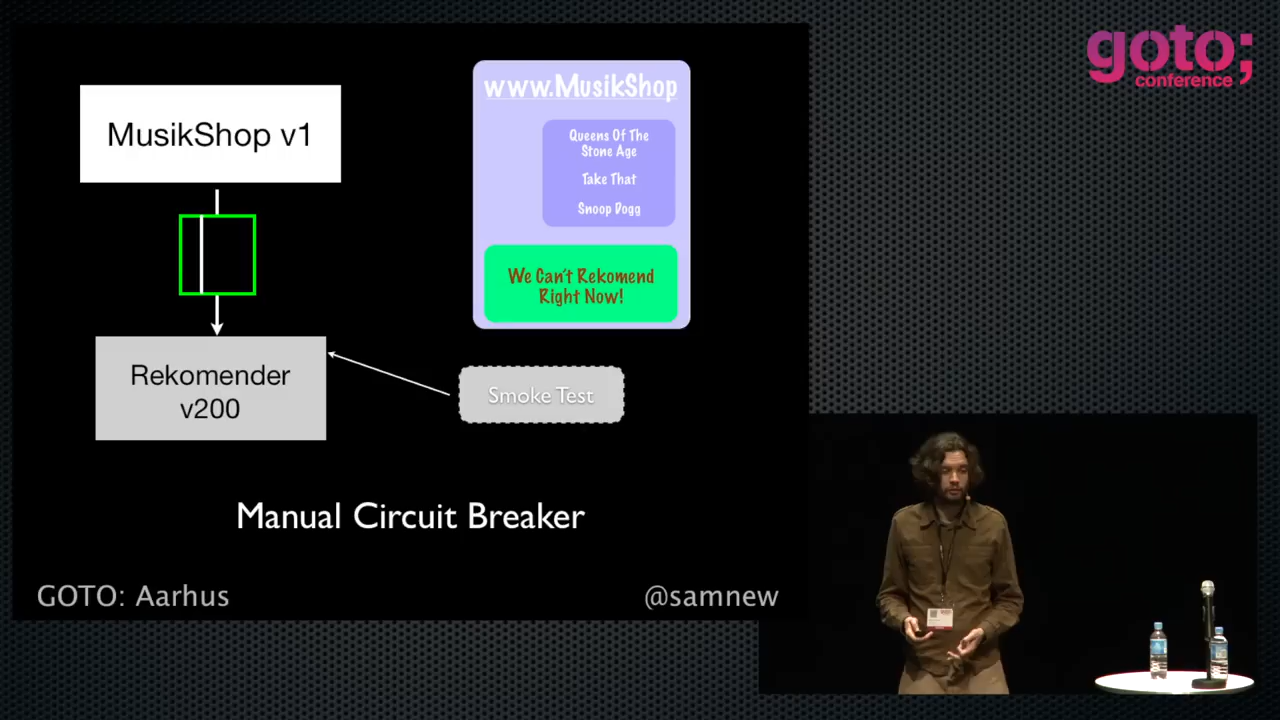 goto;
conference
MusikShop v1
www.MusikShop
Queens Of The
Stone Age
Take That
Snoop Dogg
We Can't Rekomend
Right Now!
Rekomender
v200
Smoke Test
Manual Circuit Breaker
GOTO: Aarhus
@samnew